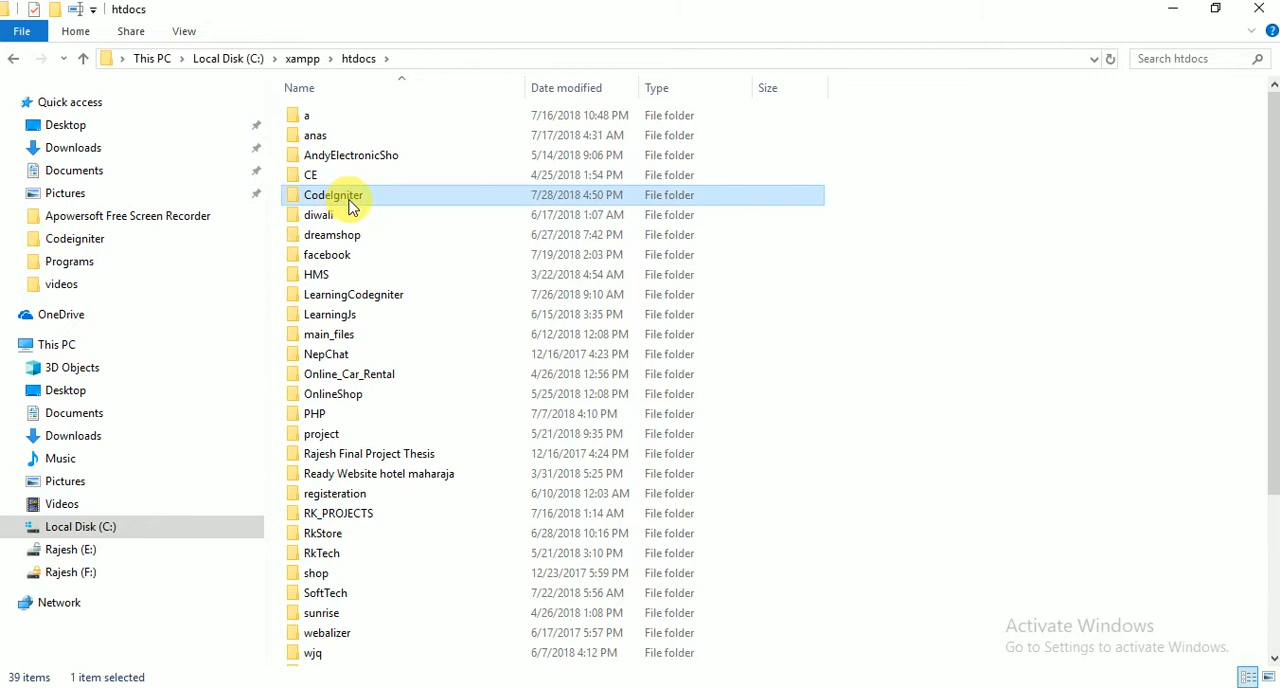 htdocs
File Home Share View
This PC Local Disk (C:) xampp htdocs Search htdocs
Name Date modified Type Size
Quick access
Desktop
Downloads
Documents
Pictures
Apowersoft Free Screen Recorder
Codeigniter
Programs
videos
OneDrive
This PC
3D Objects
Desktop
Documents
Downloads
Music
Pictures
Videos
Local Disk (C:)
Rajesh (E:)
Rajesh (F:)
Network
a 7/16/2018 10:48 PM File folder
anas 7/17/2018 4:31 AM File folder
AndyElectronicSho 5/14/2018 9:06 PM File folder
CE 4/25/2018 1:54 PM File folder
CodeIgniter 7/28/2018 4:50 PM File folder
diwali 6/17/2018 1:07 AM File folder
dreamshop 6/27/2018 7:42 PM File folder
facebook 7/19/2018 2:03 PM File folder
HMS 3/22/2018 4:54 AM File folder
LearningCodegniter 7/26/2018 9:10 AM File folder
LearningJs 6/15/2018 3:35 PM File folder
main_files 6/12/2018 12:08 PM File folder
NepChat 12/16/2017 4:23 PM File folder
Online_Car_Rental 4/26/2018 12:56 PM File folder
OnlineShop 5/25/2018 12:08 PM File folder
PHP 7/7/2018 4:10 PM File folder
project 5/21/2018 9:35 PM File folder
Rajesh Final Project Thesis 12/16/2017 4:24 PM File folder
Ready Website hotel maharaja 3/31/2018 5:25 PM File folder
registeration 6/10/2018 12:03 AM File folder
RK_PROJECTS 7/16/2018 1:14 AM File folder
RkStore 6/28/2018 10:16 PM File folder
RkTech 5/21/2018 3:10 PM File folder
shop 12/23/2017 5:59 PM File folder
SoftTech 7/22/2018 5:56 AM File folder
sunrise 4/26/2018 1:08 PM File folder
webalizer 6/17/2017 5:57 PM File folder
wjq 6/7/2018 4:12 PM File folder
Activate Windows
Go to Settings to activate Windows.
39 items 1 item selected